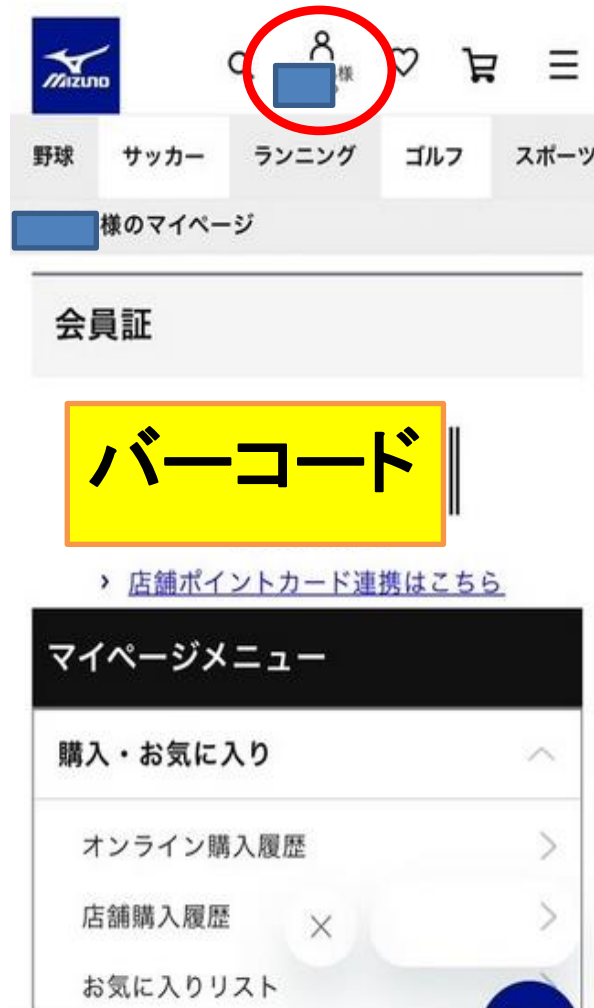 MIZUNO
様
野球 サッカー ランニング ゴルフ スポーツ
様のマイページ
会員証
バーコード
› 店舗ポイントカード連携はこちら
マイページメニュー
購入・お気に入り
オンライン購入履歴
店舗購入履歴
お気に入りリスト